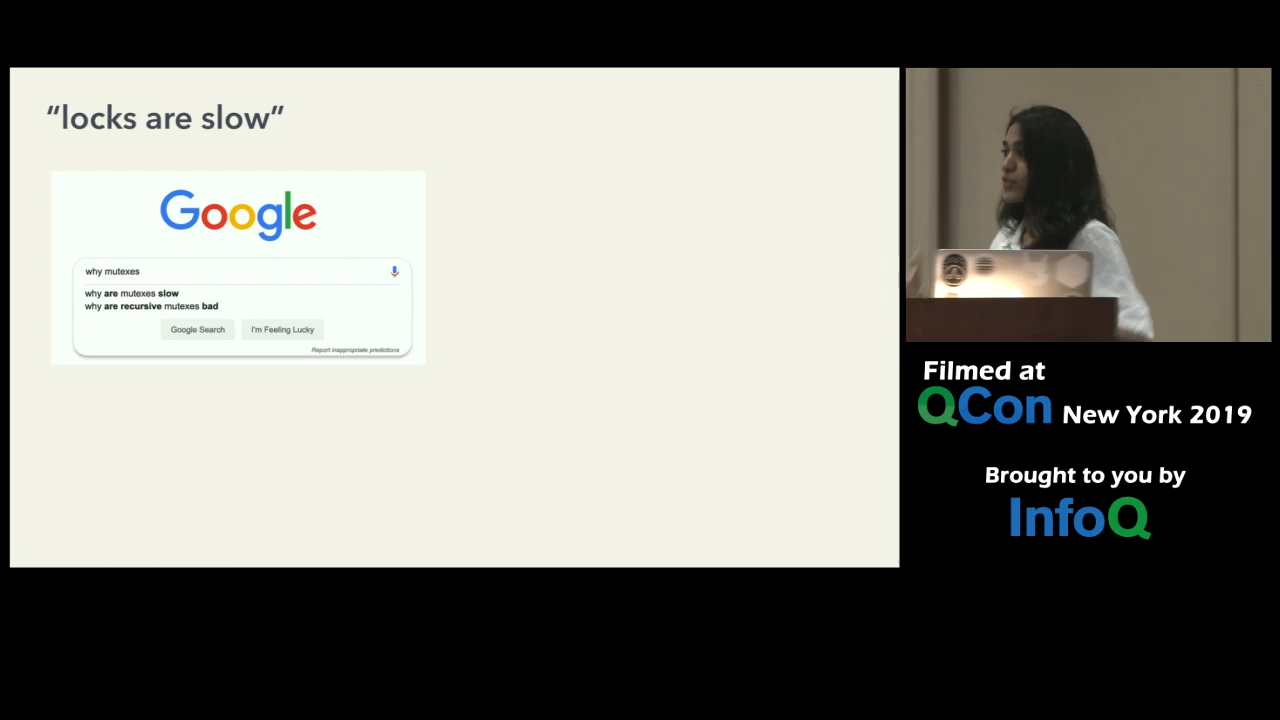 “locks are slow”
Google
why mutexes
why are mutexes slow
why are recursive mutexes bad
Google Search
I'm Feeling Lucky
Report inappropriate predictions
Filmed at
QCon New York 2019
Brought to you by
InfoQ